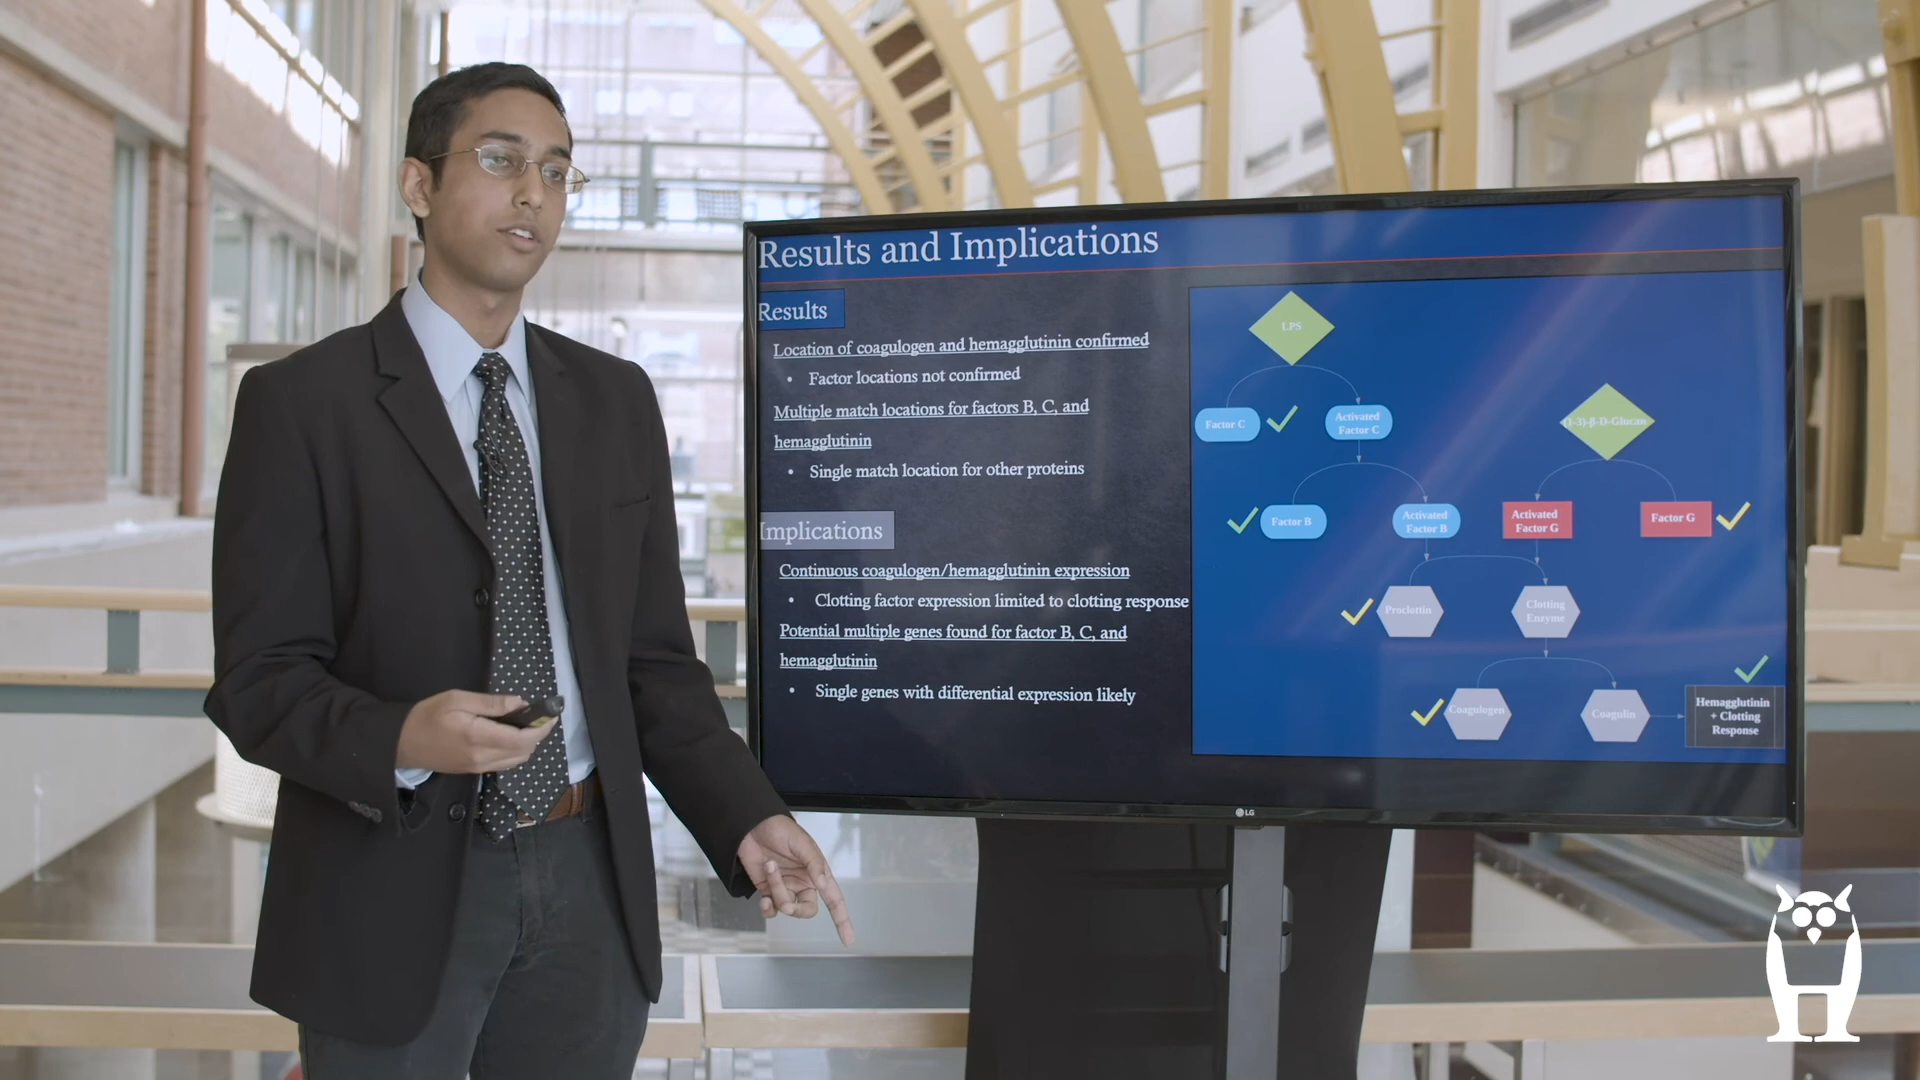 Results and Implications
Results
Location of coagulogen and hemagglutinin confirmed
• Factor locations not confirmed
Multiple match locations for factors B, C, and
hemagglutinin
• Single match location for other proteins
Implications
Continuous coagulogen/hemagglutinin expression
• Clotting factor expression limited to clotting response
Potential multiple genes found for factor B, C, and
hemagglutinin
• Single genes with differential expression likely
LPS
Factor C
Activated
Factor C
(1-3)-β-D-Glucan
Factor B
Activated
Factor B
Activated
Factor G
Factor G
Proclottin
Clotting
Enzyme
Coagulogen
Coagulin
Hemagglutinin
+ Clotting
Response
LG